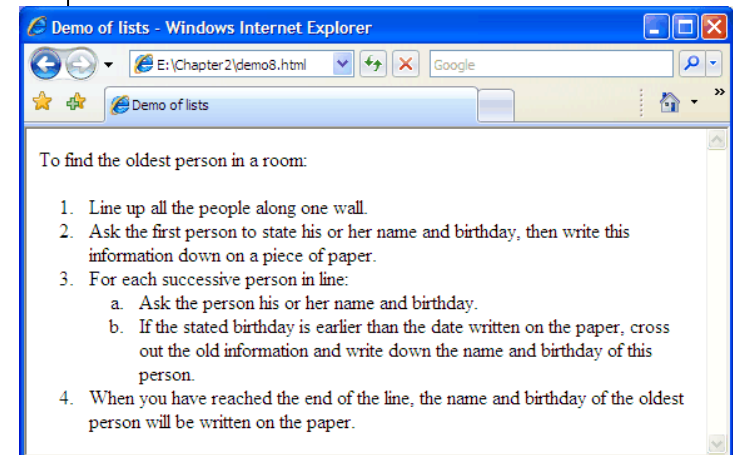 Demo of lists - Windows Internet Explorer
E:\Chapter2\demo8.html
Google
Demo of lists
To find the oldest person in a room:
1. Line up all the people along one wall.
2. Ask the first person to state his or her name and birthday, then write this
information down on a piece of paper.
3. For each successive person in line:
a. Ask the person his or her name and birthday.
b. If the stated birthday is earlier than the date written on the paper, cross
out the old information and write down the name and birthday of this
person.
4. When you have reached the end of the line, the name and birthday of the oldest
person will be written on the paper.